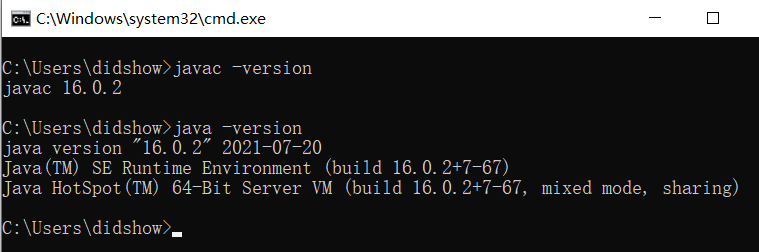 C:\Windows\system32\cmd.exe
C:\Users\didshow>javac -version
javac 16.0.2
C:\Users\didshow>java -version
java version "16.0.2" 2021-07-20
Java(TM) SE Runtime Environment (build 16.0.2+7-67)
Java HotSpot(TM) 64-Bit Server VM (build 16.0.2+7-67, mixed mode, sharing)
C:\Users\didshow>